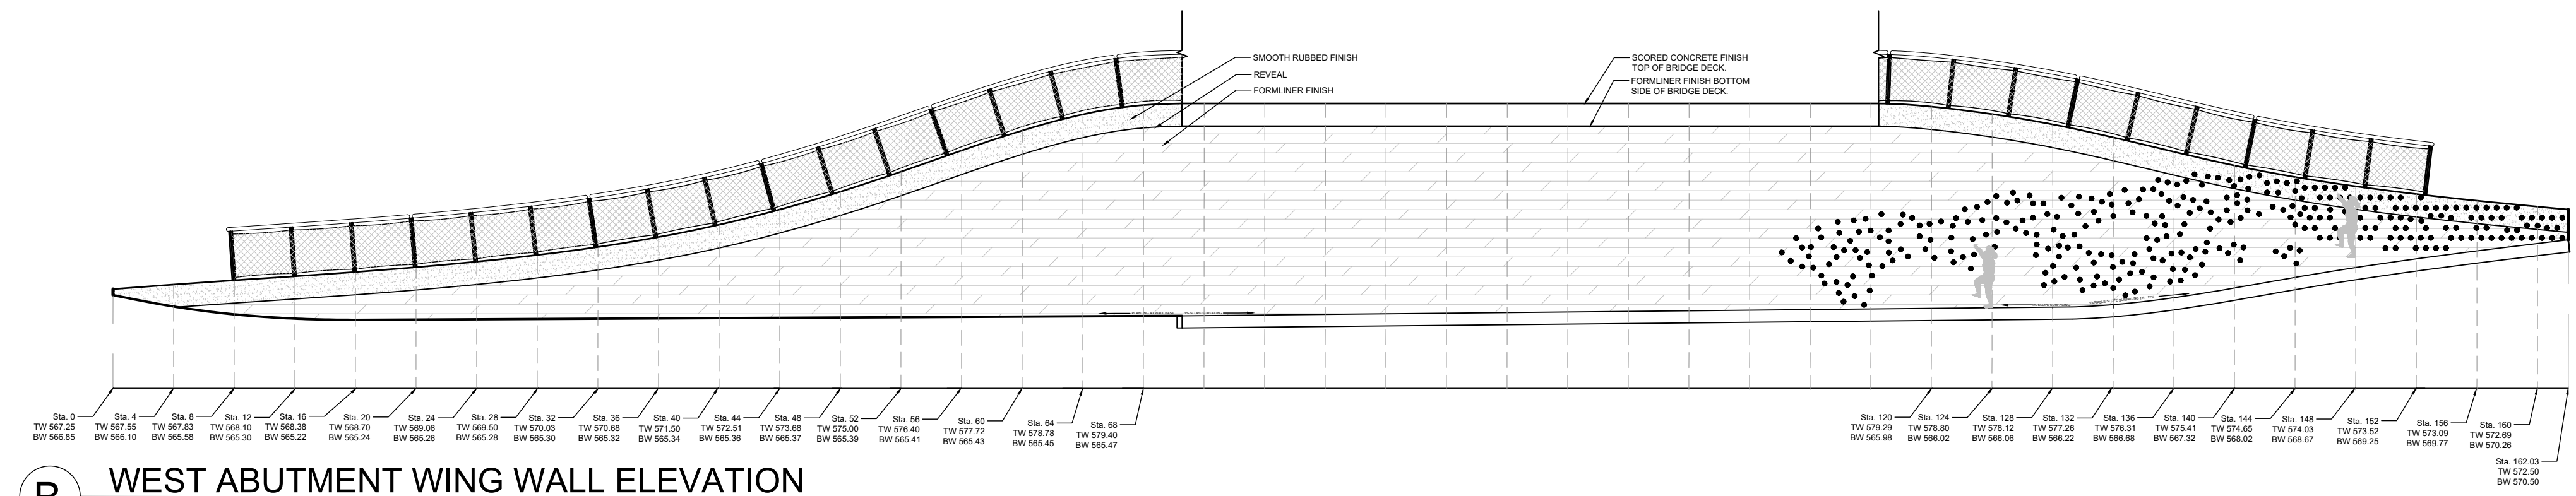 SMOOTH RUBBED FINISH
REVEAL
FORMLINER FINISH
SCORED CONCRETE FINISH
TOP OF BRIDGE DECK.
FORMLINER FINISH BOTTOM
SIDE OF BRIDGE DECK.
PLANTING AT WALL BASE
1% SLOPE SURFACING
1% SLOPE SURFACING
Sta. 0
TW 567.25
BW 566.85
Sta. 4
TW 567.55
BW 566.10
Sta. 8
TW 567.83
BW 565.58
Sta. 12
TW 568.10
BW 565.30
Sta. 16
TW 568.38
BW 565.22
Sta. 20
TW 568.70
BW 565.24
Sta. 24
TW 569.06
BW 565.26
Sta. 28
TW 569.50
BW 565.28
Sta. 32
TW 570.03
BW 565.30
Sta. 36
TW 570.68
BW 565.32
Sta. 40
TW 571.50
BW 565.34
Sta. 44
TW 572.51
BW 565.36
Sta. 48
TW 573.68
BW 565.37
Sta. 52
TW 575.00
BW 565.39
Sta. 56
TW 576.40
BW 565.41
Sta. 60
TW 577.72
BW 565.43
Sta. 64
TW 578.78
BW 565.45
Sta. 68
TW 579.40
BW 565.47
Sta. 120
TW 579.29
BW 565.98
Sta. 124
TW 578.80
BW 566.02
Sta. 128
TW 578.12
BW 566.06
Sta. 132
TW 577.26
BW 566.22
Sta. 136
TW 576.31
BW 566.68
Sta. 140
TW 575.41
BW 567.32
Sta. 144
TW 574.65
BW 568.02
Sta. 148
TW 574.03
BW 568.67
Sta. 152
TW 573.52
BW 569.25
Sta. 156
TW 573.09
BW 569.77
Sta. 160
TW 572.69
BW 570.26
Sta. 162.03
TW 572.50
BW 570.50
B
WEST ABUTMENT WING WALL ELEVATION